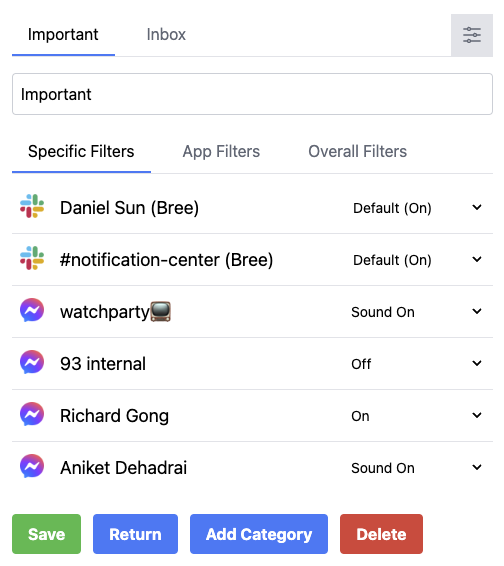 Important Inbox
Important
Specific Filters App Filters Overall Filters
Daniel Sun (Bree) Default (On)
#notification-center (Bree) Default (On)
watchparty📺 Sound On
93 internal Off
Richard Gong On
Aniket Dehadrai Sound On
Save Return Add Category Delete